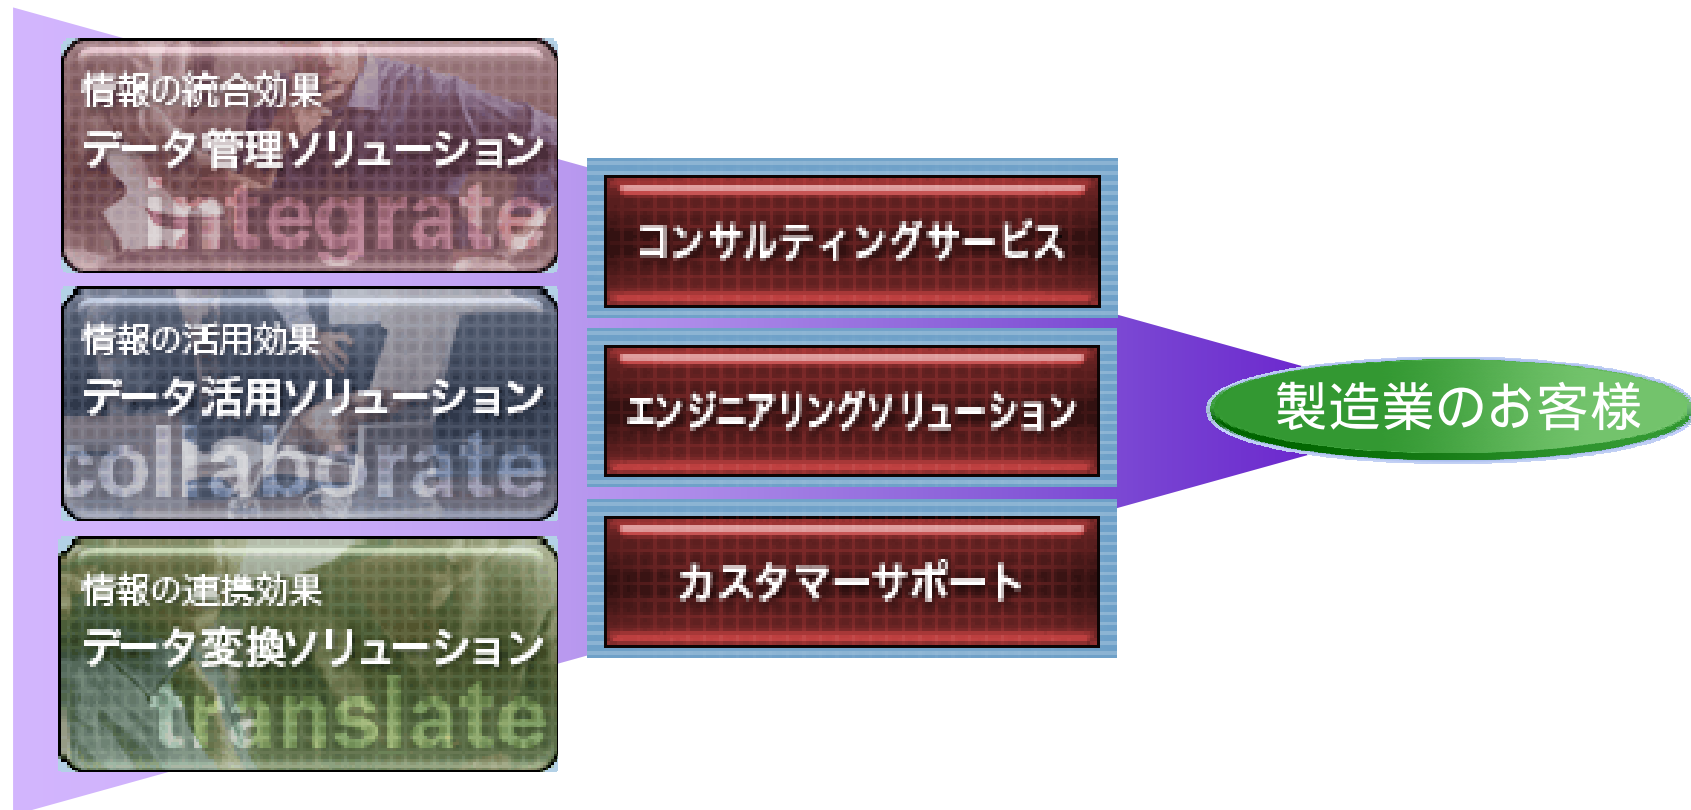 情報の統合効果
データ管理ソリューション
integrate
情報の活用効果
データ活用ソリューション
collaborate
情報の連携効果
データ変換ソリューション
translate
コンサルティングサービス
エンジニアリングソリューション
カスタマーサポート
製造業のお客様